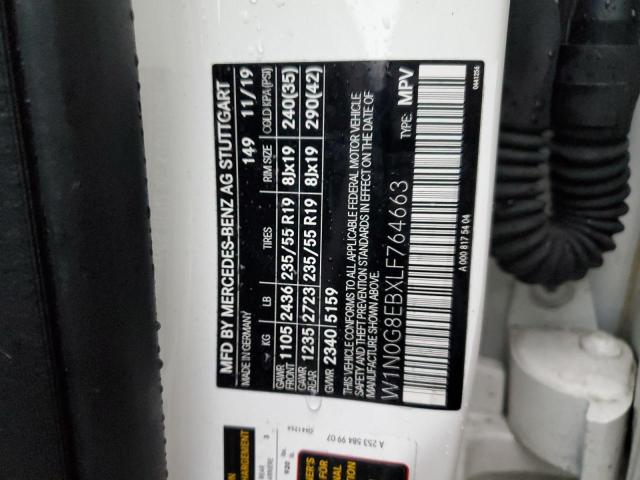 MFD BY MERCEDES-BENZ AG STUTTGART
MADE IN GERMANY 149 11/19
KG LB TIRES RIM SIZE COLD KPA/(PSI)
GAWR FRONT 1105 2436 235/55 R19 8Jx19 240(35)
GAWR REAR 1235 2723 235/55 R19 8Jx19 290(42)
GVWR 2340 5159
THIS VEHICLE CONFORMS TO ALL APPLICABLE FEDERAL MOTOR VEHICLE
SAFETY AND THEFT PREVENTION STANDARDS IN EFFECT ON THE DATE OF
MANUFACTURE SHOWN ABOVE.
W1N0G8EBXLF764663 TYPE: MPV
A 000 817 54 04
A 253 584 99 07
CHARGEMENT
REAR 3
920